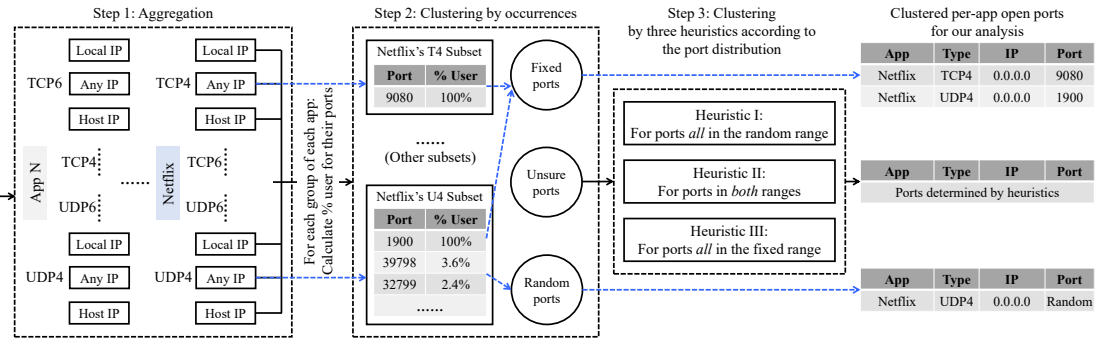 Step 1: Aggregation
Local IP
TCP6
Any IP
Host IP
App N
TCP4
......
UDP6
Local IP
UDP4
Any IP
Host IP
Local IP
TCP4
Any IP
Host IP
Netflix
TCP6
UDP6
Local IP
UDP4
Any IP
Host IP
For each group of each app:
Calculate % user for their ports
Step 2: Clustering by occurrences
Netflix's T4 Subset
Port % User
9080 100%
......
(Other subsets)
Netflix's U4 Subset
Port % User
1900 100%
39798 3.6%
32799 2.4%
......
Fixed
ports
Unsure
ports
Random
ports
Step 3: Clustering
by three heuristics according to
the port distribution
Heuristic I:
For ports all in the random range
Heuristic II:
For ports in both ranges
Heuristic III:
For ports all in the fixed range
Clustered per-app open ports
for our analysis
App Type IP Port
Netflix TCP4 0.0.0.0 9080
Netflix UDP4 0.0.0.0 1900
App Type IP Port
Ports determined by heuristics
App Type IP Port
Netflix UDP4 0.0.0.0 Random